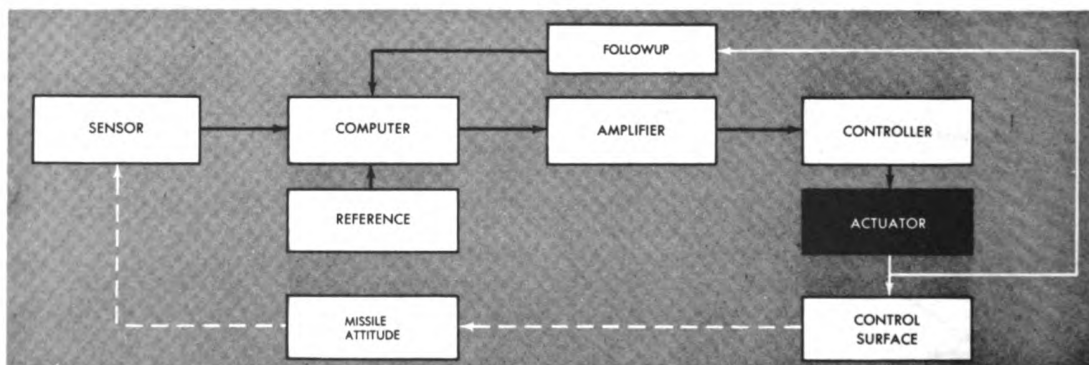 FOLLOWUP
SENSOR
COMPUTER
AMPLIFIER
CONTROLLER
REFERENCE
ACTUATOR
MISSILE
ATTITUDE
CONTROL
SURFACE